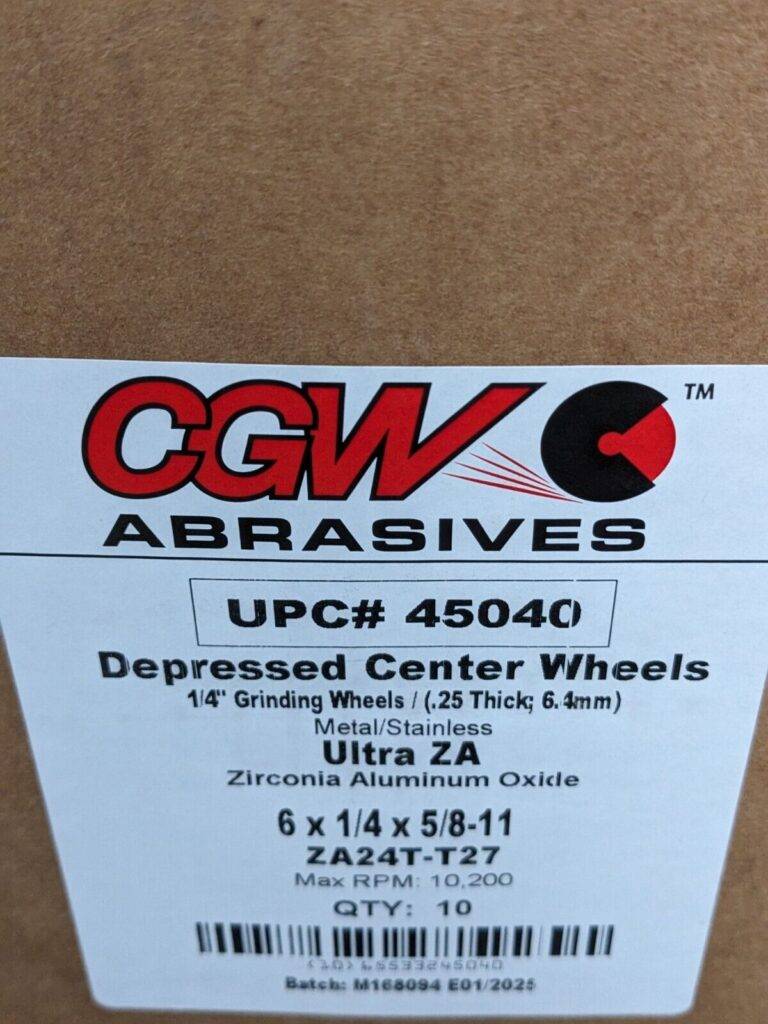 CGW TM
ABRASIVES
UPC# 45040
Depressed Center Wheels
1/4" Grinding Wheels / (.25 Thick; 6.4mm)
Metal/Stainless
Ultra ZA
Zirconia Aluminum Oxide
6 x 1/4 x 5/8-11
ZA24T-T27
Max RPM: 10,200
QTY: 10
Batch: M168094 E01/2025